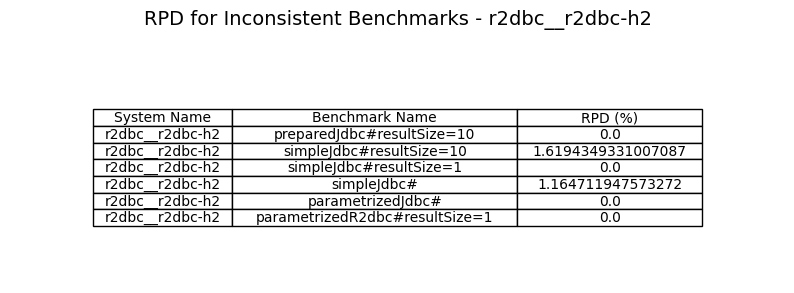 RPD for Inconsistent Benchmarks - r2dbc__r2dbc-h2
System Name Benchmark Name RPD (%)
r2dbc__r2dbc-h2 preparedJdbc#resultSize=10 0.0
r2dbc__r2dbc-h2 simpleJdbc#resultSize=10 1.6194349331007087
r2dbc__r2dbc-h2 simpleJdbc#resultSize=1 0.0
r2dbc__r2dbc-h2 simpleJdbc# 1.164711947573272
r2dbc__r2dbc-h2 parametrizedJdbc# 0.0
r2dbc__r2dbc-h2 parametrizedR2dbc#resultSize=1 0.0